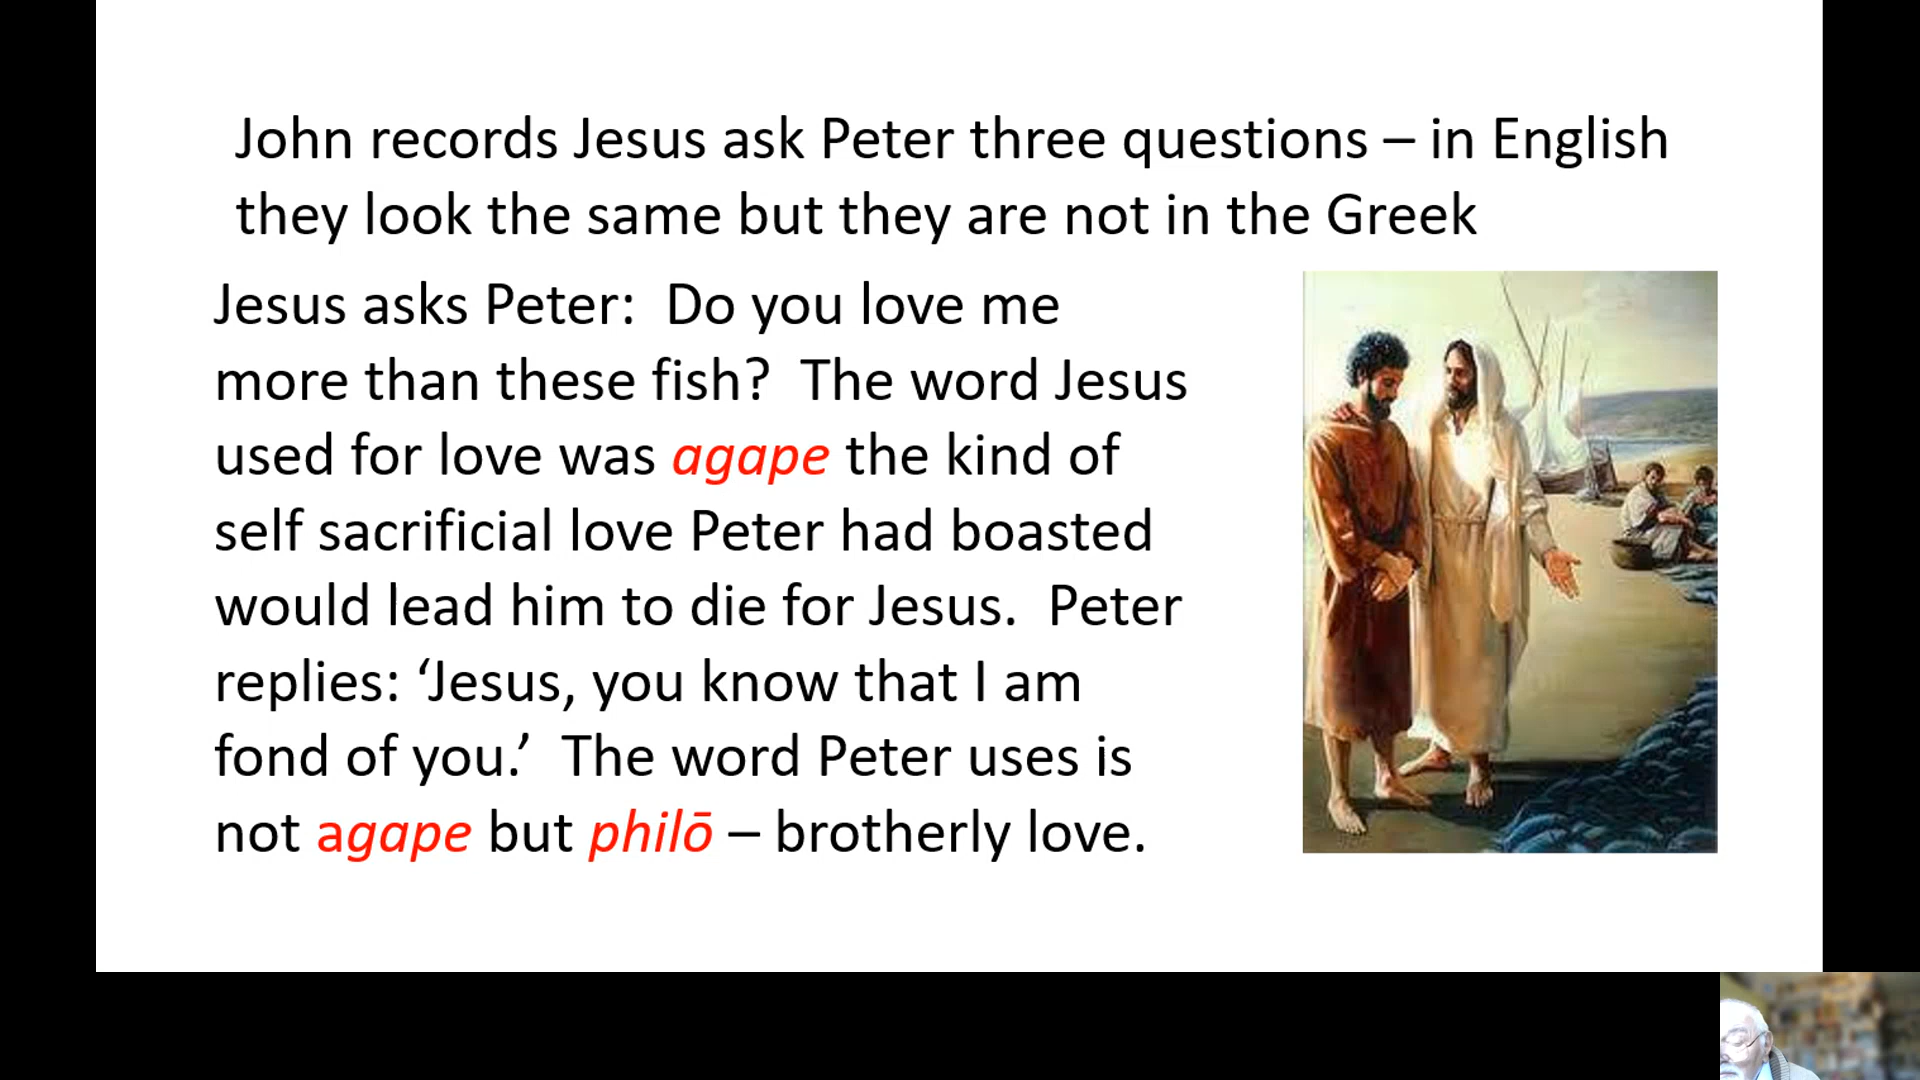 John records Jesus ask Peter three questions – in English
they look the same but they are not in the Greek
Jesus asks Peter:  Do you love me
more than these fish?  The word Jesus
used for love was agape the kind of
self sacrificial love Peter had boasted
would lead him to die for Jesus.  Peter
replies: ‘Jesus, you know that I am
fond of you.’  The word Peter uses is
not agape but philō – brotherly love.